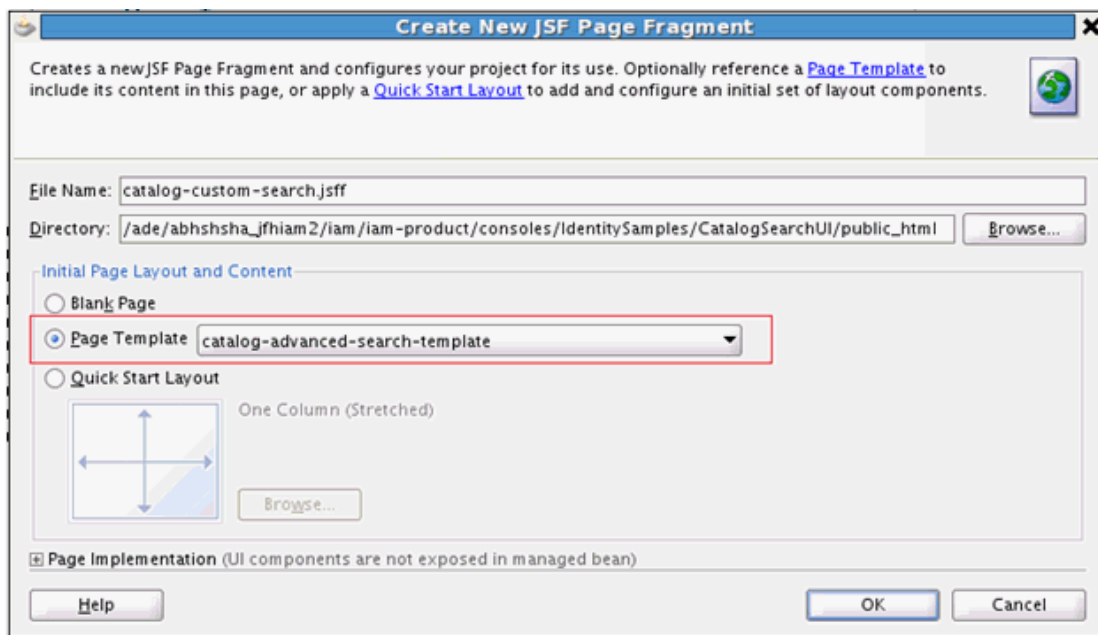 Create New JSF Page Fragment
Creates a new JSF Page Fragment and configures your project for its use. Optionally reference a Page Template to
include its content in this page, or apply a Quick Start Layout to add and configure an initial set of layout components.
File Name: catalog-custom-search.jsff
Directory: /ade/abhshsha_jfhiam2/iam/iam-product/consoles/IdentitySamples/CatalogSearchUI/public_html Browse...
Initial Page Layout and Content
Blank Page
Page Template catalog-advanced-search-template
Quick Start Layout
One Column (Stretched)
Browse...
Page Implementation (UI components are not exposed in managed bean)
Help OK Cancel